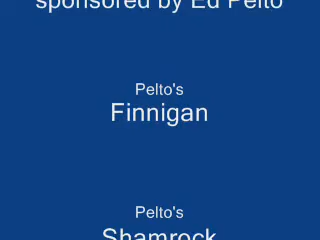 sponsored by Ed Pelto
Pelto's
Finnigan
Pelto's
Shamrock